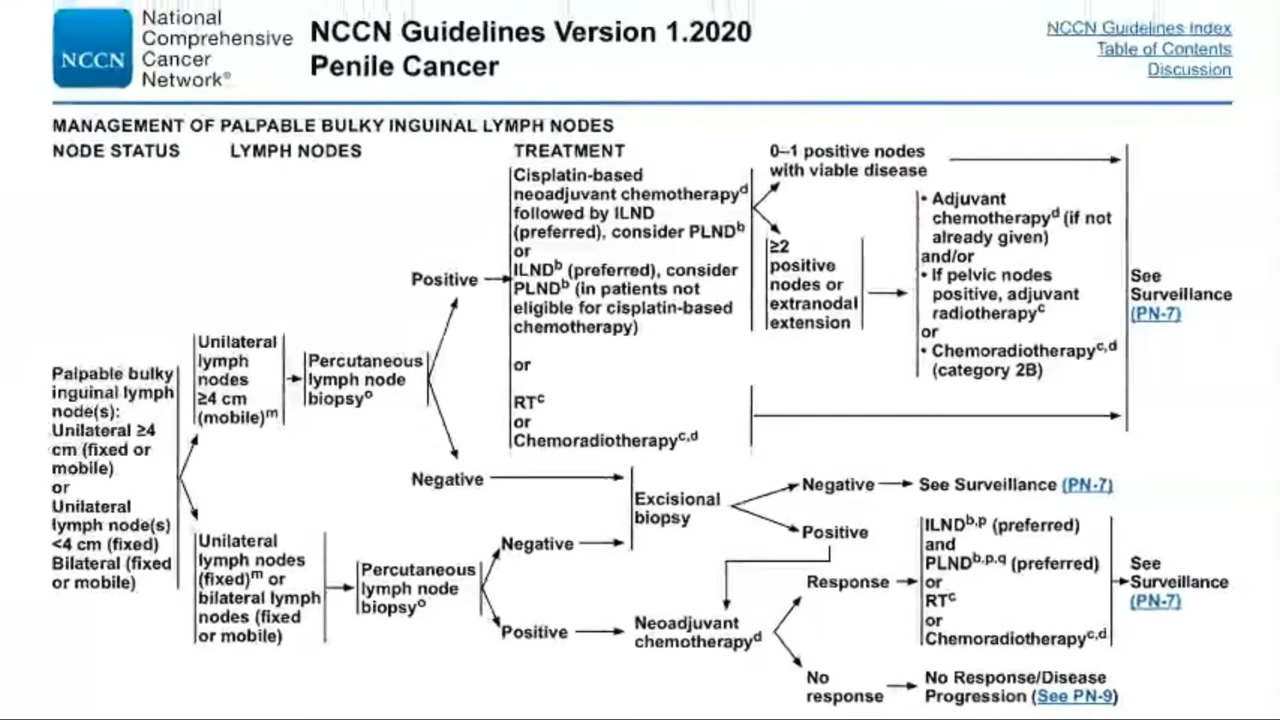 National
Comprehensive
Cancer
Network®
NCCN
NCCN Guidelines Version 1.2020
Penile Cancer
NCCN Guidelines Index
Table of Contents
Discussion
MANAGEMENT OF PALPABLE BULKY INGUINAL LYMPH NODES
NODE STATUS
LYMPH NODES
TREATMENT
Palpable bulky
inguinal lymph
node(s):
Unilateral ≥4
cm (fixed or
mobile)
or
Unilateral
lymph node(s)
<4 cm (fixed)
Bilateral (fixed
or mobile)
Unilateral
lymph
nodes
≥4 cm
(mobile)m
Percutaneous
lymph node
biopsyo
Positive
Cisplatin-based
neoadjuvant chemotherapyd
followed by ILND
(preferred), consider PLNDb
or
ILNDb (preferred), consider
PLNDb (in patients not
eligible for cisplatin-based
chemotherapy)
or
RTc
or
Chemoradiotherapyc,d
0–1 positive nodes
with viable disease
≥2
positive
nodes or
extranodal
extension
• Adjuvant
chemotherapyd (if not
already given)
and/or
• If pelvic nodes
positive, adjuvant
radiotherapyc
or
• Chemoradiotherapyc,d
(category 2B)
See
Surveillance
(PN-7)
Negative
Excisional
biopsy
Negative
See Surveillance (PN-7)
Positive
Unilateral
lymph nodes
(fixed)m or
bilateral lymph
nodes (fixed
or mobile)
Percutaneous
lymph node
biopsyo
Negative
Positive
Neoadjuvant
chemotherapyd
Response
ILNDb,p (preferred)
and
PLNDb,p,q (preferred)
or
RTc
or
Chemoradiotherapyc,d
See
Surveillance
(PN-7)
No
response
No Response/Disease
Progression (See PN-9)